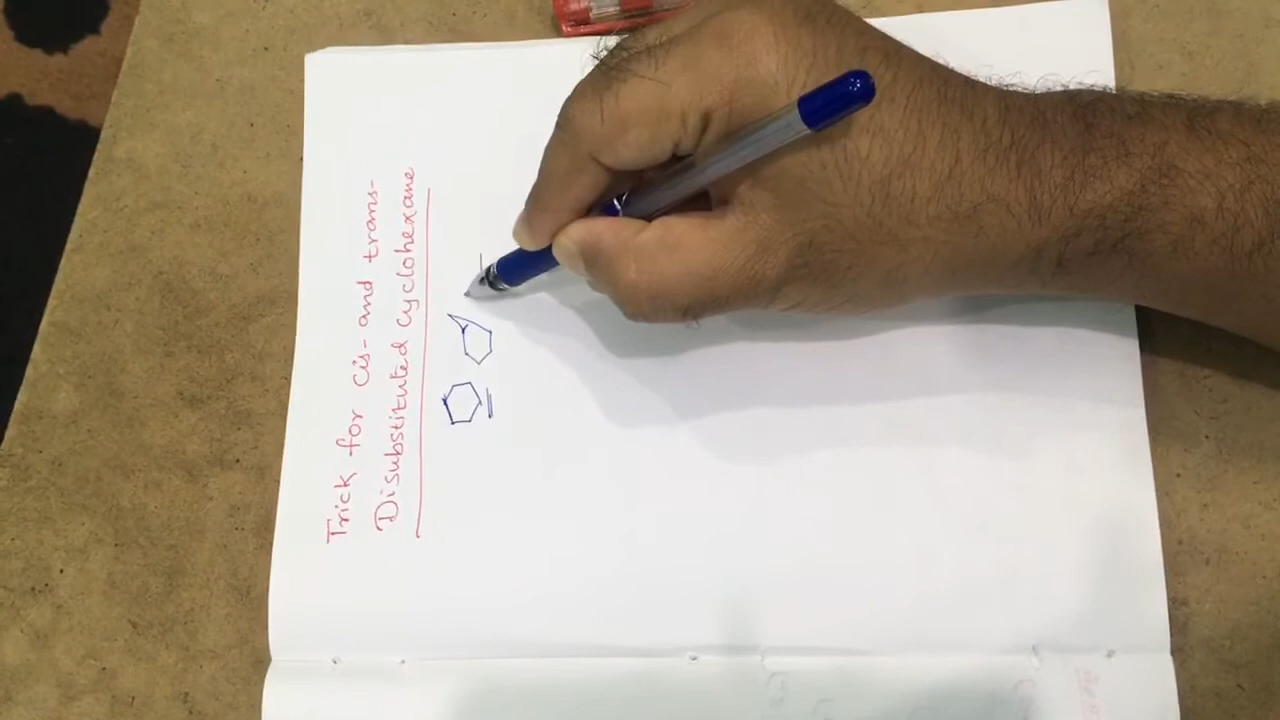 Trick for cis- and trans-
Disubstituted cyclohexane